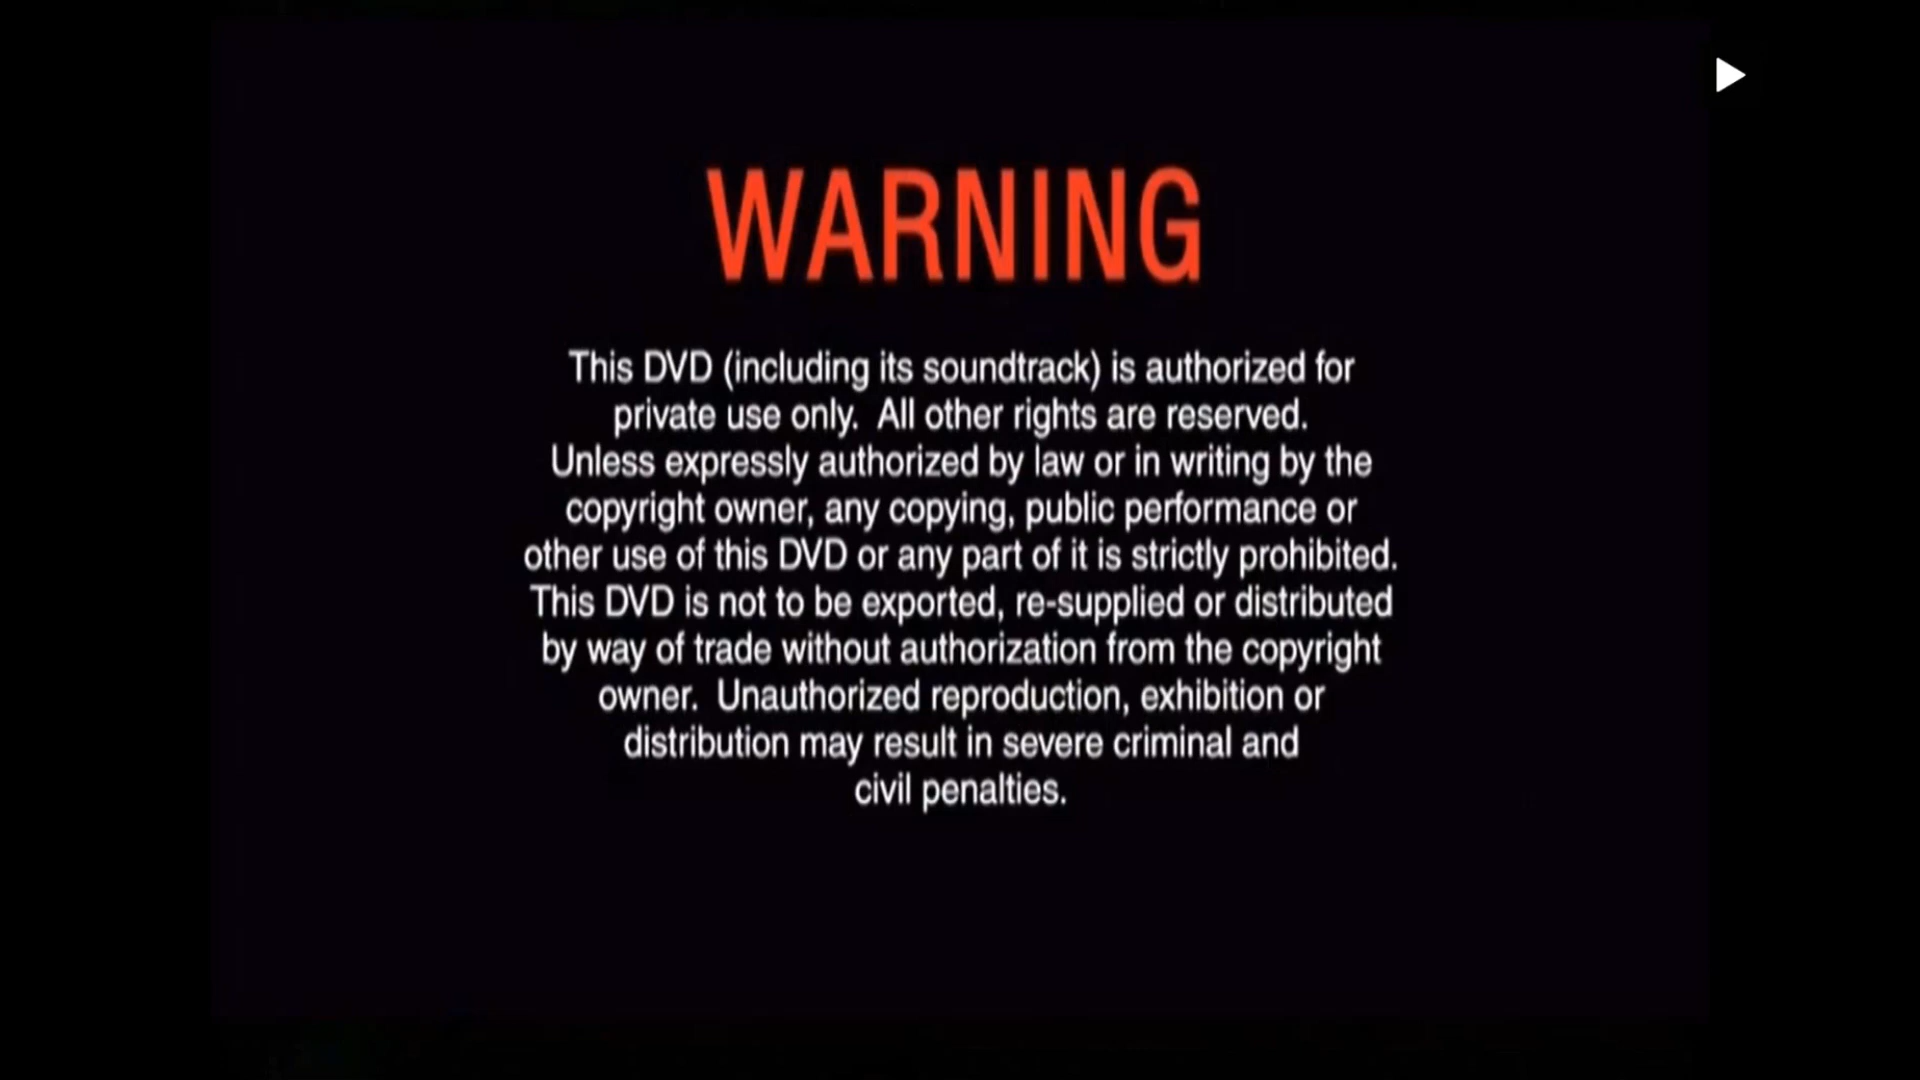 WARNING
This DVD (including its soundtrack) is authorized for
private use only.  All other rights are reserved.
Unless expressly authorized by law or in writing by the
copyright owner, any copying, public performance or
other use of this DVD or any part of it is strictly prohibited.
This DVD is not to be exported, re-supplied or distributed
by way of trade without authorization from the copyright
owner.  Unauthorized reproduction, exhibition or
distribution may result in severe criminal and
civil penalties.